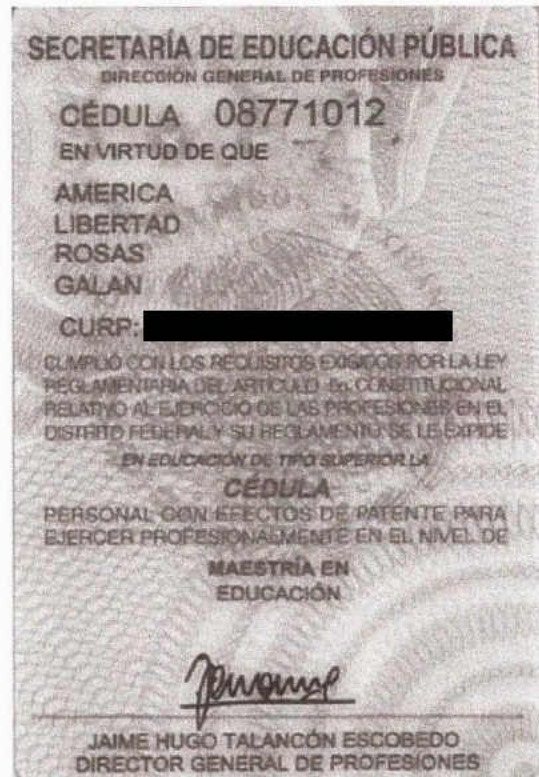 SECRETARÍA DE EDUCACIÓN PÚBLICA
DIRECCIÓN GENERAL DE PROFESIONES
CÉDULA 08771012
EN VIRTUD DE QUE
AMERICA
LIBERTAD
ROSAS
GALAN
CURP:
CUMPLIÓ CON LOS REQUISITOS EXIGIDOS POR LA LEY
REGLAMENTARIA DEL ARTÍCULO 5o. CONSTITUCIONAL
RELATIVO AL EJERCICIO DE LAS PROFESIONES EN EL
DISTRITO FEDERAL Y SU REGLAMENTO, SE LE EXPIDE
EN EDUCACIÓN DE TIPO SUPERIOR LA
CÉDULA
PERSONAL CON EFECTOS DE PATENTE PARA
EJERCER PROFESIONALMENTE EN EL NIVEL DE
MAESTRÍA EN
EDUCACIÓN
JAIME HUGO TALANCÓN ESCOBEDO
DIRECTOR GENERAL DE PROFESIONES